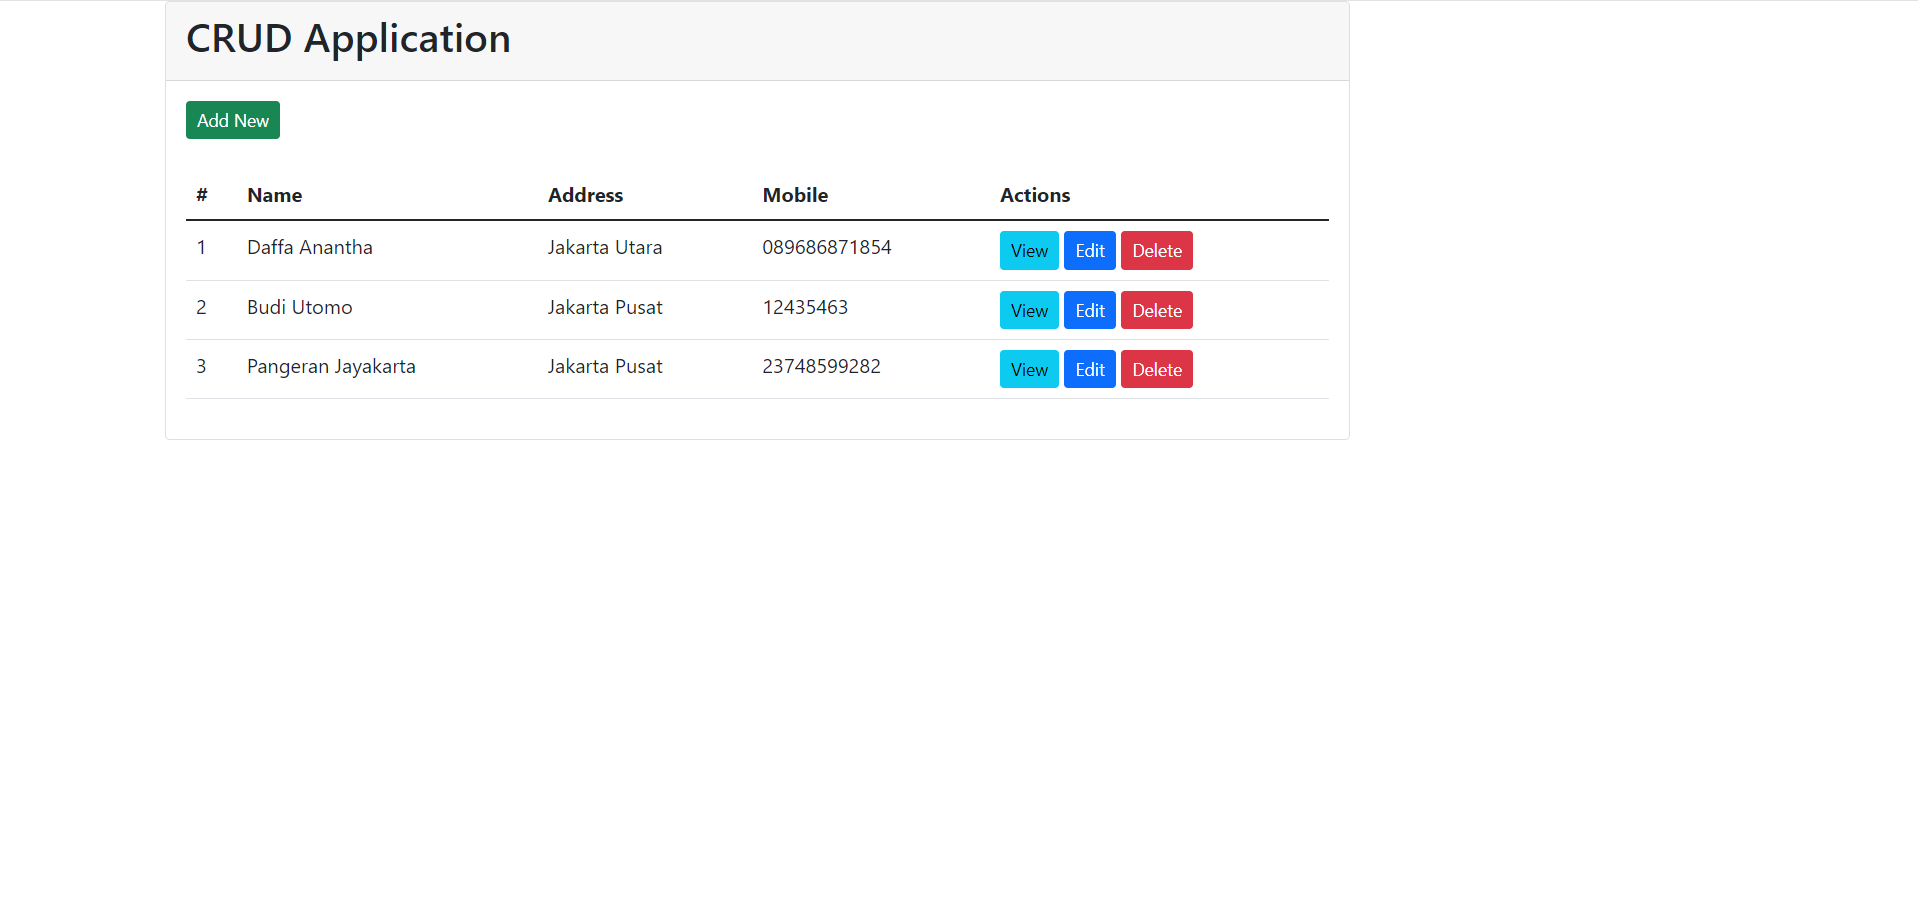 CRUD Application
Add New
# Name Address Mobile Actions
1 Daffa Anantha Jakarta Utara 089686871854 View Edit Delete
2 Budi Utomo Jakarta Pusat 12435463 View Edit Delete
3 Pangeran Jayakarta Jakarta Pusat 23748599282 View Edit Delete